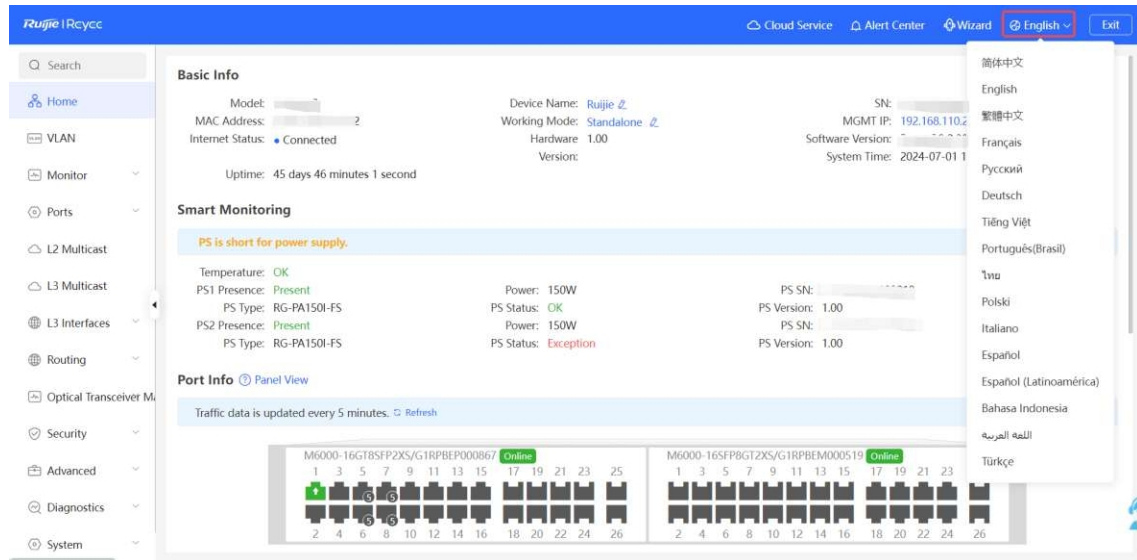 Ruijie | Rcycc
Cloud Service Alert Center Wizard English Exit
Search
Home
VLAN
Monitor
Ports
L2 Multicast
L3 Multicast
L3 Interfaces
Routing
Optical Transceiver
Security
Advanced
Diagnostics
System
Basic Info
Model: Device Name: Ruijie SN:
MAC Address: 2 Working Mode: Standalone MGMT IP: 192.168.110.2
Internet Status: Connected Hardware Version: 1.00 Software Version:
Uptime: 45 days 46 minutes 1 second System Time: 2024-07-01 1
Smart Monitoring
PS is short for power supply.
Temperature: OK
PS1 Presence: Present Power: 150W PS SN:
PS Type: RG-PA150I-FS PS Status: OK PS Version: 1.00
PS2 Presence: Present Power: 150W PS SN:
PS Type: RG-PA150I-FS PS Status: Exception PS Version: 1.00
Port Info Panel View
Traffic data is updated every 5 minutes. Refresh
M6000-16GT8SFP2XS/G1RPBEP000867 Online
1 3 5 7 9 11 13 15 17 19 21 23 25
5 5
5 5
2 4 6 8 10 12 14 16 18 20 22 24 26
M6000-16SFP8GT2XS/G1RPBEM000519 Online
1 3 5 7 9 11 13 15 17 19 21 23
2 4 6 8 10 12 14 16 18 20 22 24 26
简体中文
English
繁體中文
Français
Русский
Deutsch
Tiếng Việt
Português(Brasil)
ไทย
Polski
Italiano
Español
Español (Latinoamérica)
Bahasa Indonesia
اللغة العربية
Türkçe